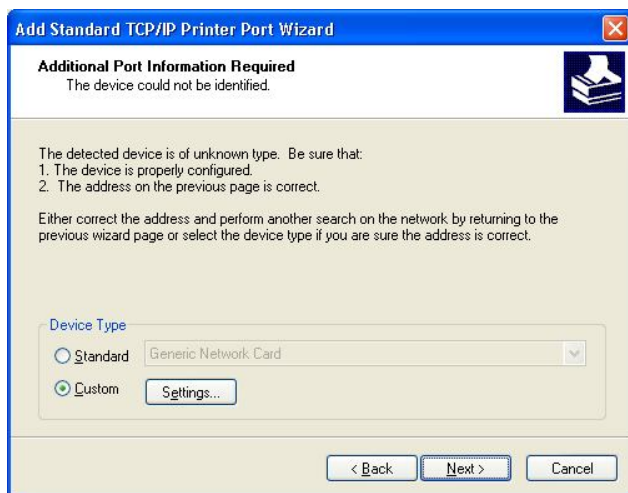 Add Standard TCP/IP Printer Port Wizard
Additional Port Information Required
The device could not be identified.
The detected device is of unknown type. Be sure that:
1. The device is properly configured.
2. The address on the previous page is correct.
Either correct the address and perform another search on the network by returning to the
previous wizard page or select the device type if you are sure the address is correct.
Device Type
Standard Generic Network Card
Custom Settings...
< Back Next > Cancel